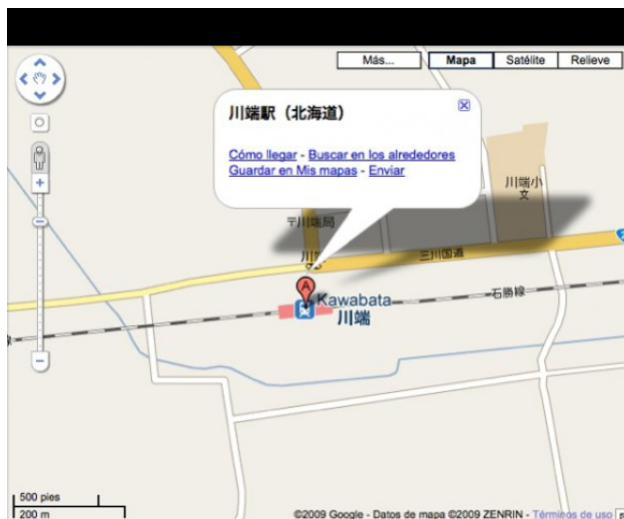 Más...
Mapa
Satélite
Relieve
川端駅（北海道）
Cómo llegar - Buscar en los alrededores
Guardar en Mis mapas - Enviar
川端小
文
〒川端局
三川国道
A
Kawabata
川端
石勝線
500 pies
200 m
©2009 Google - Datos de mapa ©2009 ZENRIN - Términos de uso